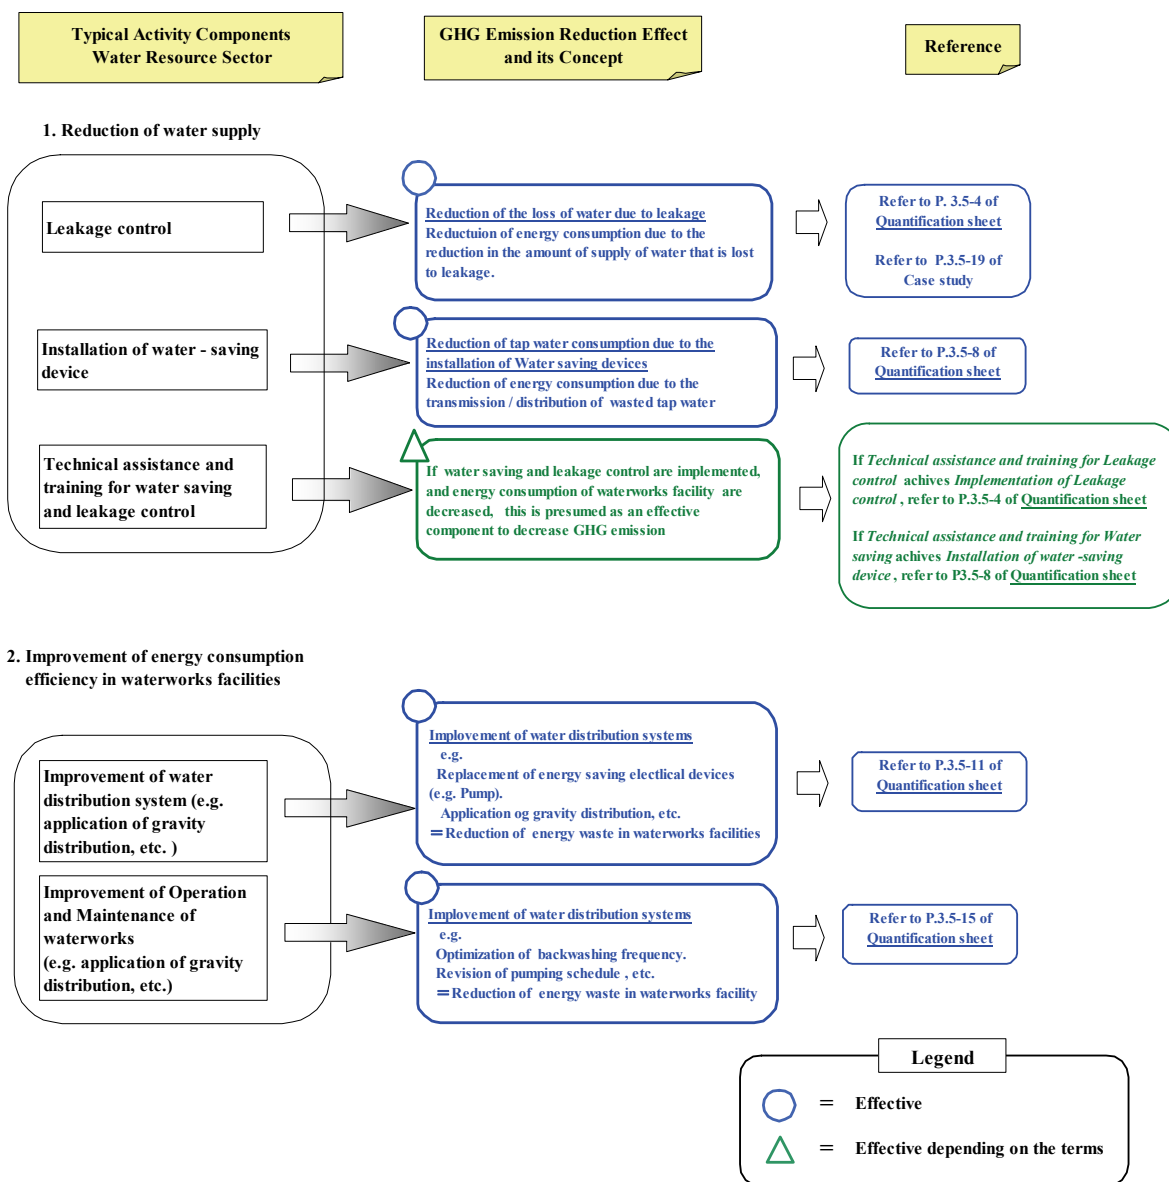 Typical Activity Components
Water Resource Sector
GHG Emission Reduction Effect
and its Concept
Reference
1. Reduction of water supply
Leakage control
Reduction of the loss of water due to leakage
Reductuion of energy consumption due to the
reduction in the amount of supply of water that is lost
to leakage.
Refer to P. 3.5-4 of
Quantification sheet
Refer to P.3.5-19 of
Case study
Installation of water - saving
device
Reduction of tap water consumption due to the
installation of Water saving devices
Reduction of energy consumption due to the
transmission / distribution of wasted tap water
Refer to P.3.5-8 of
Quantification sheet
Technical assistance and
training for water saving
and leakage control
If water saving and leakage control are implemented,
and energy consumption of waterworks facility are
decreased, this is presumed as an effective
component to decrease GHG emission
If Technical assistance and training for Leakage
control achives Implementation of Leakage
control , refer to P.3.5-4 of Quantification sheet
If Technical assistance and training for Water
saving achives Installation of water -saving
device , refer to P3.5-8 of Quantification sheet
2. Improvement of energy consumption
efficiency in waterworks facilities
Improvement of water
distribution system (e.g.
application of gravity
distribution, etc. )
Implovement of water distribution systems
e.g.
Replacement of energy saving electlical devices
(e.g. Pump).
Application og gravity distribution, etc.
＝Reduction of energy waste in waterworks facilities
Refer to P.3.5-11 of
Quantification sheet
Improvement of Operation
and Maintenance of
waterworks
(e.g. application of gravity
distribution, etc.)
Implovement of water distribution systems
e.g.
Optimization of backwashing frequency.
Revision of pumping schedule , etc.
＝Reduction of energy waste in waterworks facility
Refer to P.3.5-15 of
Quantification sheet
Legend
= Effective
= Effective depending on the terms